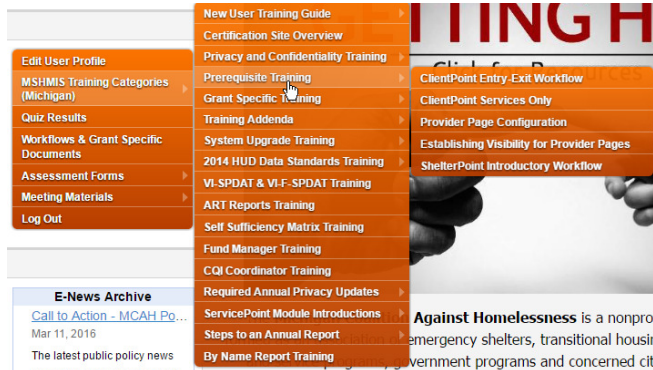 Edit User Profile
MSHMIS Training Categories
(Michigan)
Quiz Results
Workflows & Grant Specific
Documents
Assessment Forms
Meeting Materials
Log Out
New User Training Guide
Certification Site Overview
Privacy and Confidentiality Training
Prerequisite Training
Grant Specific Training
Training Addenda
System Upgrade Training
2014 HUD Data Standards Training
VI-SPDAT & VI-F-SPDAT Training
ART Reports Training
Self Sufficiency Matrix Training
Fund Manager Training
CQI Coordinator Training
Required Annual Privacy Updates
ServicePoint Module Introductions
Steps to an Annual Report
By Name Report Training
ClientPoint Entry-Exit Workflow
ClientPoint Services Only
Provider Page Configuration
Establishing Visibility for Provider Pages
ShelterPoint Introductory Workflow
TTING H
Click for Resources
E-News Archive
Call to Action - MCAH Po...
Mar 11, 2016
The latest public policy news
Against Homelessness is a nonpro
emergency shelters, transitional housi
programs, government programs and concerned cit